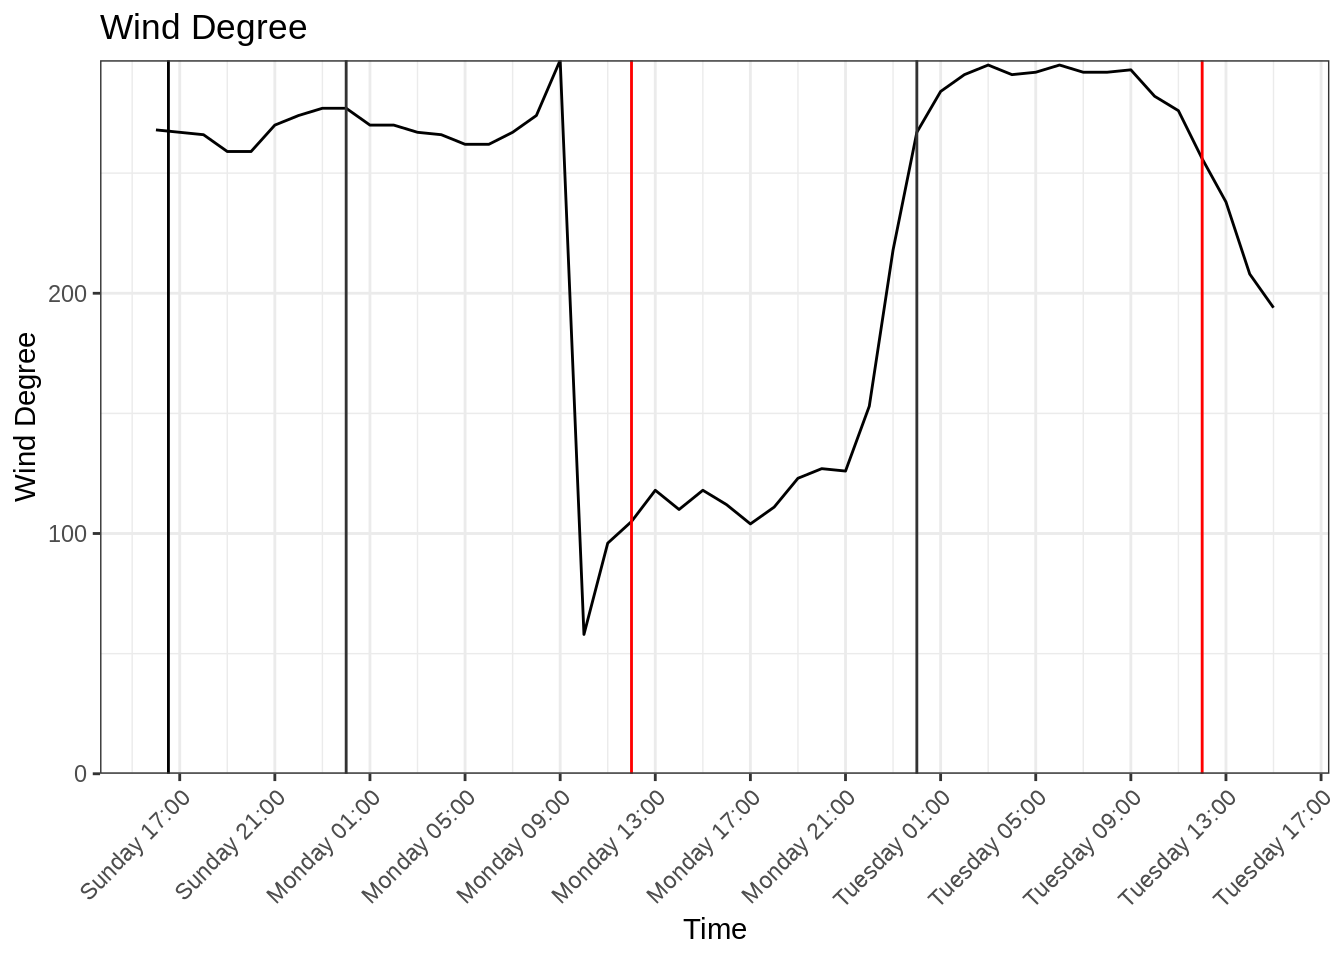 Wind Degree
Wind Degree
200
100
0
Sunday 17:00
Sunday 21:00
Monday 01:00
Monday 05:00
Monday 09:00
Monday 13:00
Monday 17:00
Monday 21:00
Tuesday 01:00
Tuesday 05:00
Tuesday 09:00
Tuesday 13:00
Tuesday 17:00
Time